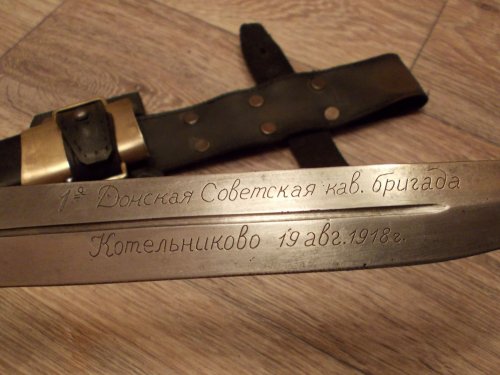 1я Донская Советская кав. бригада
Котельниково 19 авг. 1918 г.